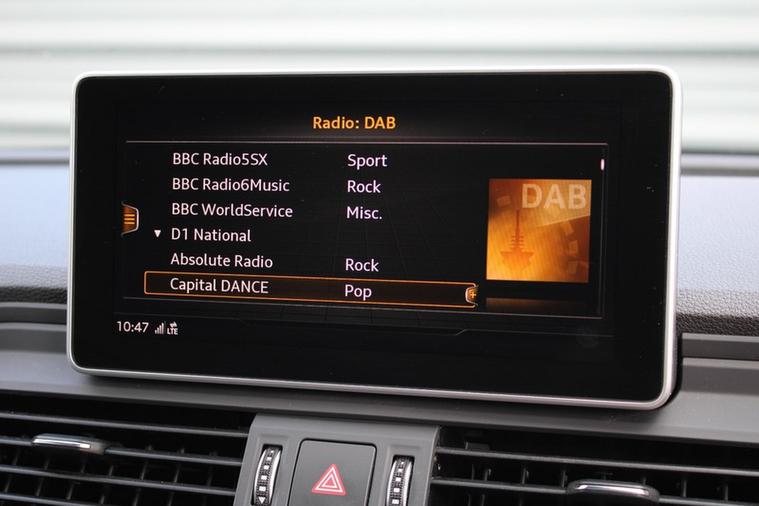 Radio: DAB
BBC Radio5SX Sport
BBC Radio6Music Rock
BBC WorldService Misc.
D1 National
Absolute Radio Rock
Capital DANCE Pop
DAB
10:47 LTE